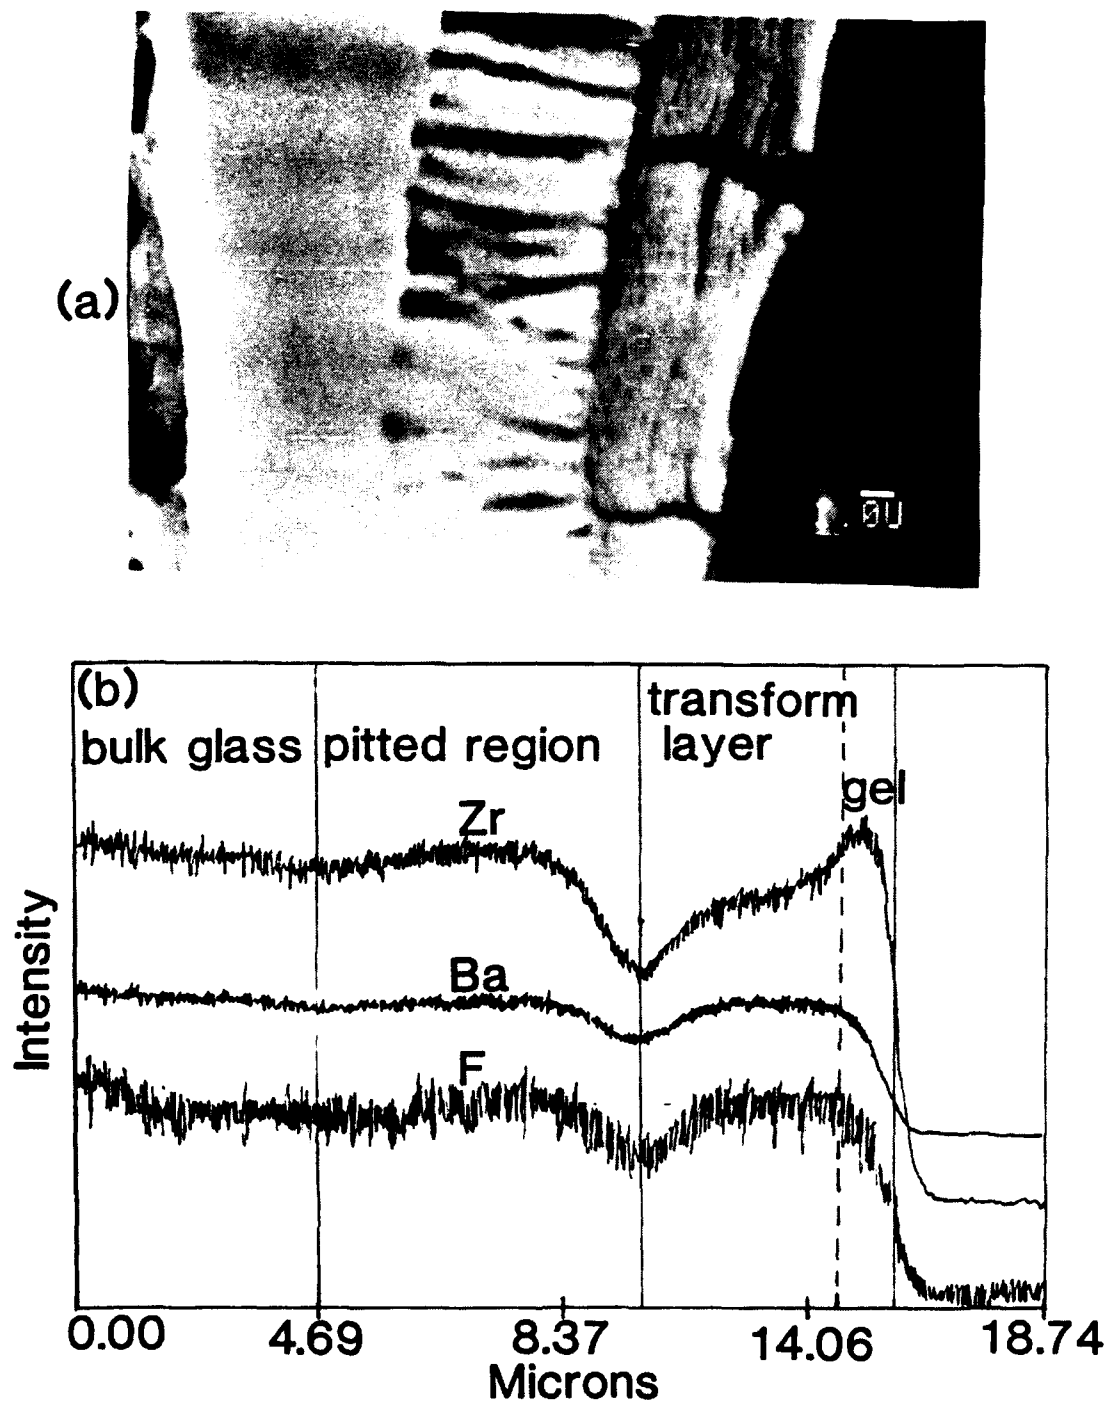 (a)
.0U
(b)
transform
layer
bulk glass
pitted region
gel
Zr
Ba
F
Intensity
0.00
4.69
8.37
14.06
18.74
Microns